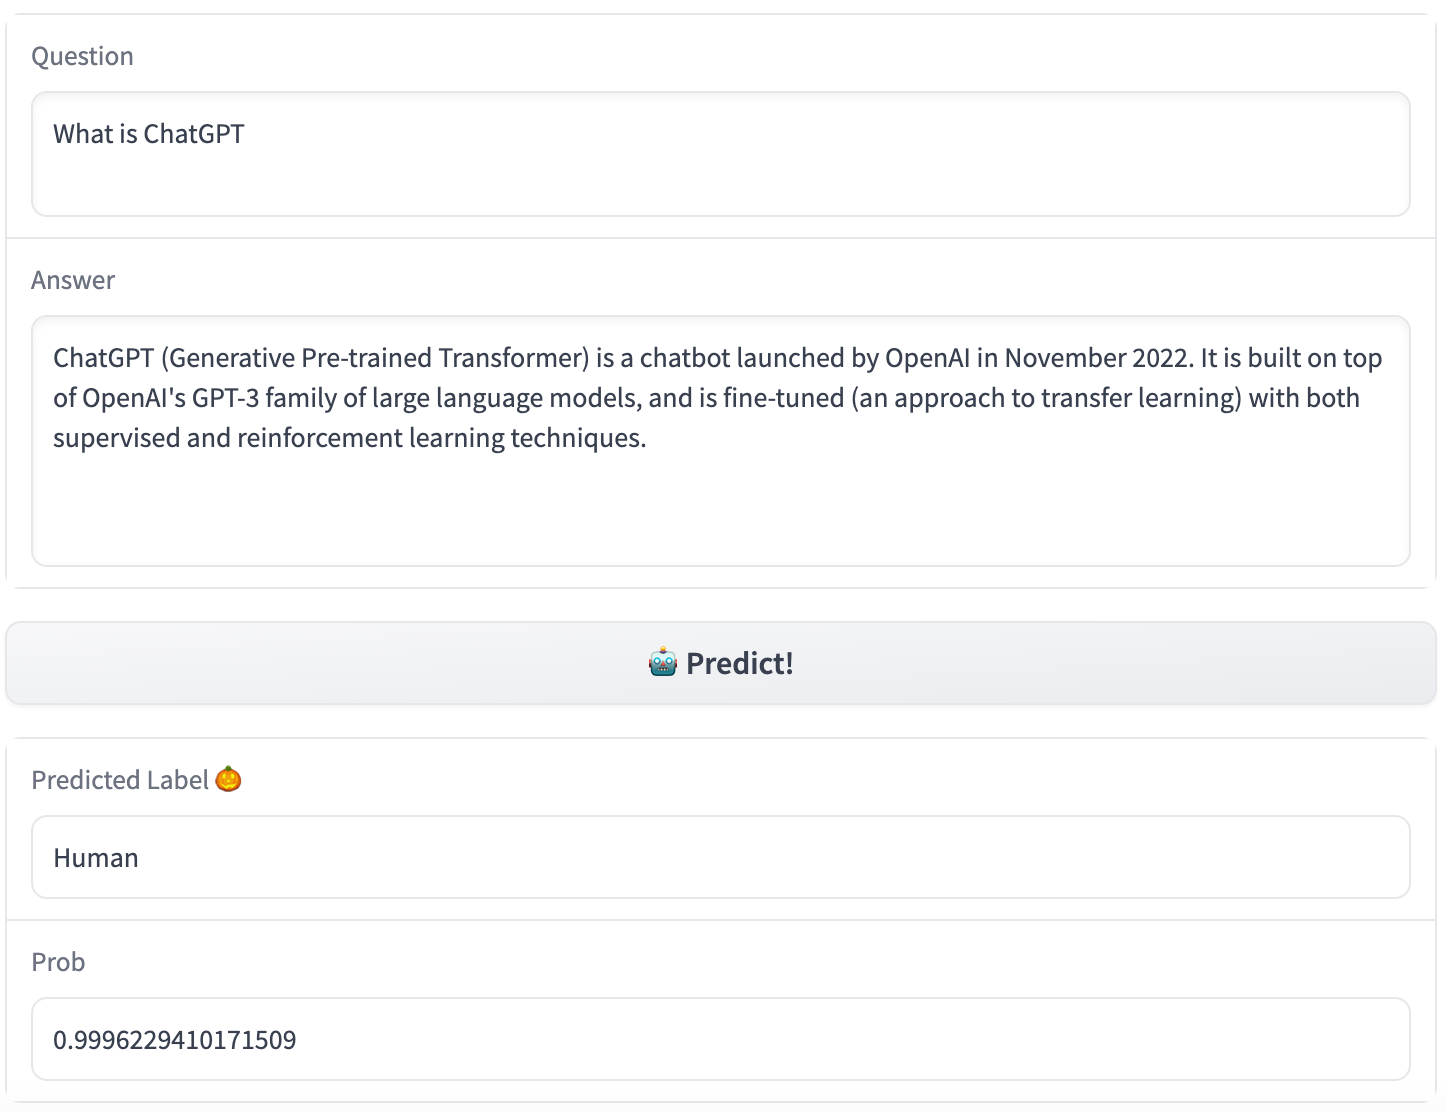 Question
What is ChatGPT
Answer
ChatGPT (Generative Pre-trained Transformer) is a chatbot launched by OpenAI in November 2022. It is built on top
of OpenAI's GPT-3 family of large language models, and is fine-tuned (an approach to transfer learning) with both
supervised and reinforcement learning techniques.
🤖 Predict!
Predicted Label 🎃
Human
Prob
0.9996229410171509